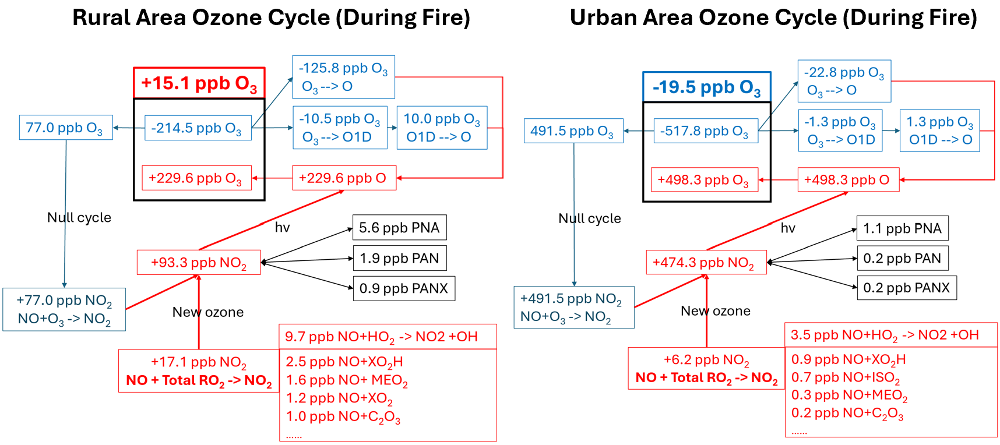 Rural Area Ozone Cycle (During Fire)
+15.1 ppb O₃
-125.8 ppb O₃
O₃ --> O
77.0 ppb O₃
-214.5 ppb O₃
-10.5 ppb O₃
O₃ --> O1D
10.0 ppb O₃
O1D --> O
+229.6 ppb O₃
+229.6 ppb O
Null cycle
hv
5.6 ppb PNA
+93.3 ppb NO₂
1.9 ppb PAN
0.9 ppb PANX
+77.0 ppb NO₂
NO+O₃ -> NO₂
New ozone
9.7 ppb NO+HO₂ -> NO2 +OH
+17.1 ppb NO₂
NO + Total RO₂ -> NO₂
2.5 ppb NO+XO₂H
1.6 ppb NO+ MEO₂
1.2 ppb NO+XO₂
1.0 ppb NO+C₂O₃
......
Urban Area Ozone Cycle (During Fire)
-19.5 ppb O₃
-22.8 ppb O₃
O₃ --> O
491.5 ppb O₃
-517.8 ppb O₃
-1.3 ppb O₃
O₃ --> O1D
1.3 ppb O₃
O1D --> O
+498.3 ppb O₃
+498.3 ppb O
Null cycle
hv
1.1 ppb PNA
+474.3 ppb NO₂
0.2 ppb PAN
0.2 ppb PANX
+491.5 ppb NO₂
NO+O₃ -> NO₂
New ozone
3.5 ppb NO+HO₂ -> NO2 +OH
+6.2 ppb NO₂
NO + Total RO₂ -> NO₂
0.9 ppb NO+XO₂H
0.7 ppb NO+ISO₂
0.3 ppb NO+MEO₂
0.2 ppb NO+C₂O₃
......